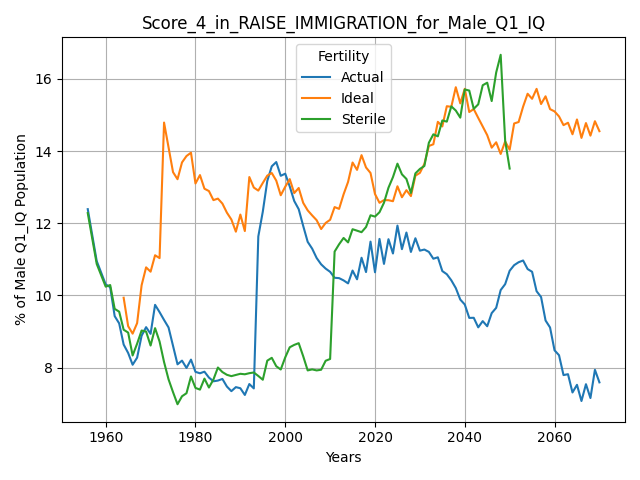 Score_4_in_RAISE_IMMIGRATION_for_Male_Q1_IQ
Fertility
Actual
Ideal
Sterile
% of Male Q1_IQ Population
16
14
12
10
8
1960
1980
2000
2020
2040
2060
Years